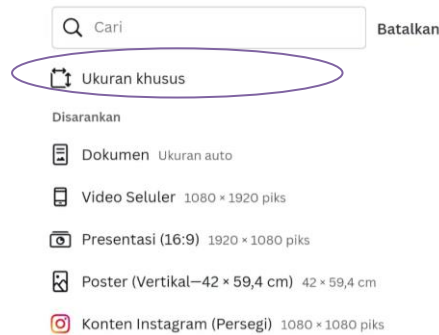 Cari
Batalkan
Ukuran khusus
Disarankan
Dokumen Ukuran auto
Video Seluler 1080 × 1920 piks
Presentasi (16:9) 1920 × 1080 piks
Poster (Vertikal—42 × 59,4 cm) 42 × 59,4 cm
Konten Instagram (Persegi) 1080 × 1080 piks